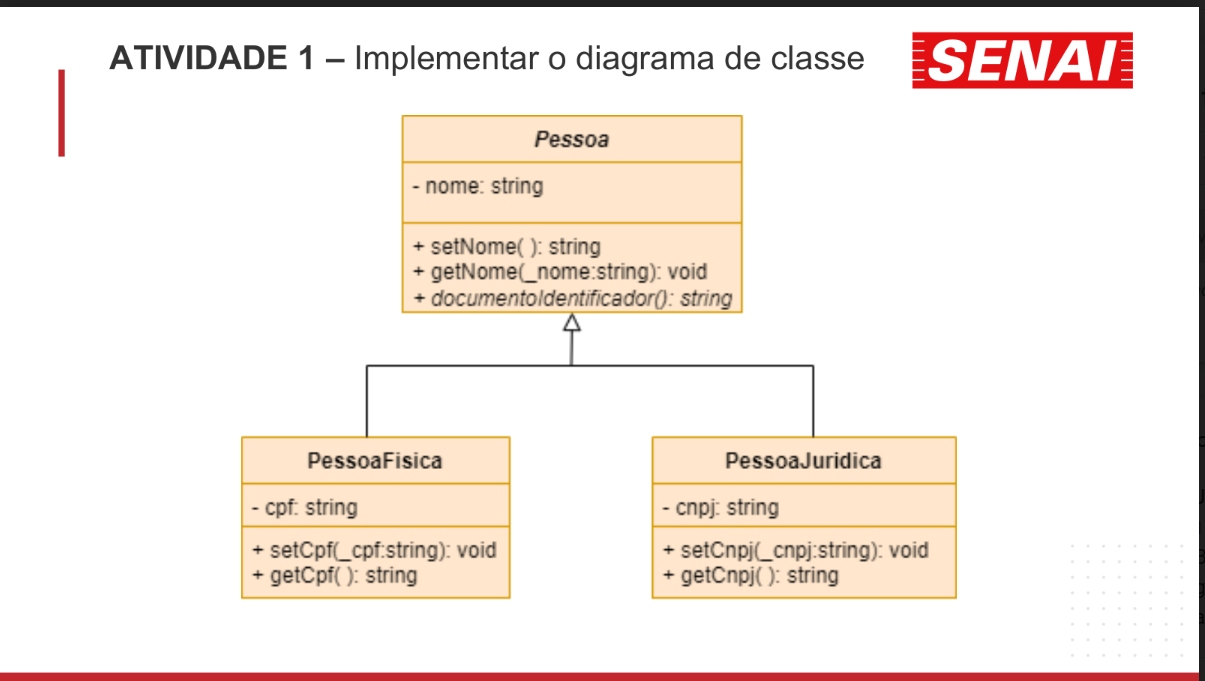 ATIVIDADE 1 – Implementar o diagrama de classe
SENAI
Pessoa
- nome: string
+ setNome( ): string
+ getNome(_nome:string): void
+ documentoIdentificador(): string
PessoaFisica
- cpf: string
+ setCpf(_cpf:string): void
+ getCpf( ): string
PessoaJuridica
- cnpj: string
+ setCnpj(_cnpj:string): void
+ getCnpj( ): string